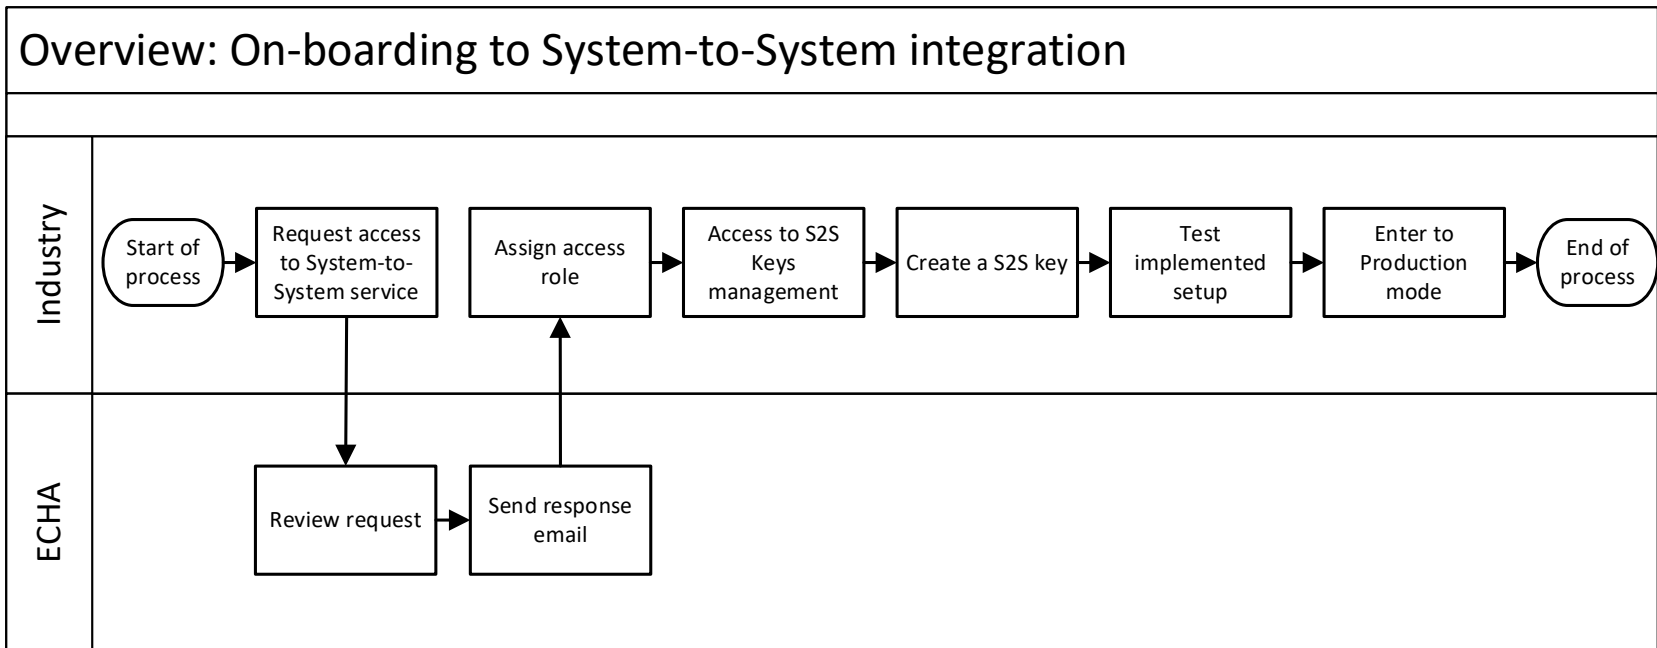 Overview: On-boarding to System-to-System integration
Industry
Start of
process
Request access
to System-to-
System service
Assign access
role
Access to S2S
Keys
management
Create a S2S key
Test
implemented
setup
Enter to
Production
mode
End of
process
ECHA
Review request
Send response
email